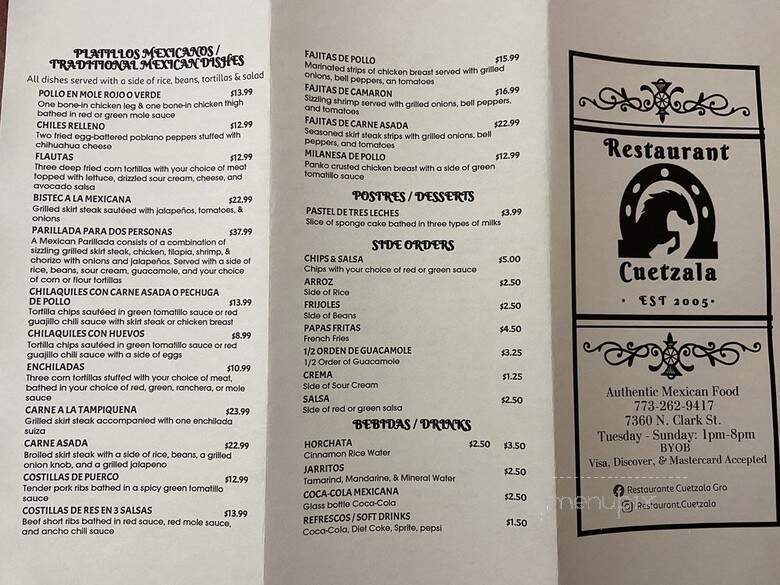 PLATILLOS MEXICANOS /
TRADITIONAL MEXICAN DISHES
All dishes served with a side of rice, beans, tortillas & salad
POLLO EN MOLE ROJO O VERDE $13.99
One bone-in chicken leg & one bone-in chicken thigh
bathed in red or green mole sauce
CHILES RELLENO $12.99
Two fried egg-battered poblano peppers stuffed with
chihuahua cheese
FLAUTAS $12.99
Three deep fried corn tortillas with your choice of meat
topped with lettuce, drizzled sour cream, cheese, and
avocado salsa
BISTEC A LA MEXICANA $22.99
Grilled skirt steak sautéed with jalapeños, tomatoes, &
onions
PARILLADA PARA DOS PERSONAS $37.99
A Mexican Parillada consists of a combination of
sizzling grilled skirt steak, chicken, tilapia, shrimp, &
chorizo with onions and jalapeños. Served with a side of
rice, beans, sour cream, guacamole, and your choice
of corn or flour tortillas
CHILAQUILES CON CARNE ASADA O PECHUGA
DE POLLO $13.99
Tortilla chips sautéed in green tomatillo sauce or red
guajillo chili sauce with skirt steak or chicken breast
CHILAQUILES CON HUEVOS $8.99
Tortilla chips sautéed in green tomatillo sauce or red
guajillo chili sauce with a side of eggs
ENCHILADAS $10.99
Three corn tortillas stuffed with your choice of meat,
bathed in your choice of red, green, ranchera, or mole
sauce
CARNE A LA TAMPIQUENA $23.99
Grilled skirt steak accompanied with one enchilada
suiza
CARNE ASADA $22.99
Broiled skirt steak with a side of rice, beans, a grilled
onion knob, and a grilled jalapeno
COSTILLAS DE PUERCO $12.99
Tender pork ribs bathed in a spicy green tomatillo
sauce
COSTILLAS DE RES EN 3 SALSAS $13.99
Beef short ribs bathed in red sauce, red mole sauce,
and ancho chili sauce
FAJITAS DE POLLO $15.99
Marinated strips of chicken breast served with grilled
onions, bell peppers, an tomatoes
FAJITAS DE CAMARON $16.99
Sizzling shrimp served with grilled onions, bell peppers,
and tomatoes
FAJITAS DE CARNE ASADA $22.99
Seasoned skirt steak strips with grilled onions, bell
peppers, and tomatoes
MILANESA DE POLLO $12.99
Panko crusted chicken breast with a side of green
tomatillo sauce
POSTRES / DESSERTS
PASTEL DE TRES LECHES $3.99
Slice of sponge cake bathed in three types of milks
SIDE ORDERS
CHIPS & SALSA $5.00
Chips with your choice of red or green sauce
ARROZ $2.50
Side of Rice
FRIJOLES $2.50
Side of Beans
PAPAS FRITAS $4.50
French Fries
1/2 ORDEN DE GUACAMOLE $3.25
1/2 Order of Guacamole
CREMA $1.25
Side of Sour Cream
SALSA $2.50
Side of red or green salsa
BEBIDAS / DRINKS
HORCHATA $2.50 $3.50
Cinnamon Rice Water
JARRITOS $2.50
Tamarind, Mandarine, & Mineral Water
COCA-COLA MEXICANA $2.50
Glass bottle Coca-Cola
REFRESCOS / SOFT DRINKS $1.50
Coca-Cola, Diet Coke, Sprite, pepsi
Restaurant
Cuetzala
• EST 2005•
Authentic Mexican Food
773-262-9417
7360 N. Clark St.
Tuesday - Sunday: 1pm-8pm
BYOB
Visa, Discover, & Mastercard Accepted
Restaurante Cuetzala Gro
Restaurant.Cuetzala
menupix